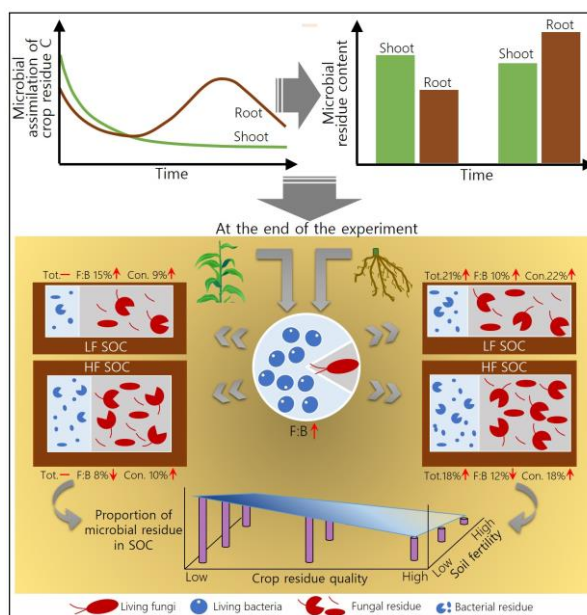 Microbial
assimilation of
crop residue C
Root
Shoot
Time
Microbial
residue content
Shoot
Root
Shoot
Root
Time
At the end of the experiment
Tot.— F:B 15%↑ Con. 9%↑
LF SOC
HF SOC
Tot.— F:B 8%↓ Con. 10%↑
F:B↑
Tot.21%↑ F:B 10%↑ Con.22%↑
LF SOC
HF SOC
Tot.18%↑ F:B 12%↓ Con. 18%↑
Proportion of
microbial residue
in SOC
Low
Crop residue quality
High
Low
High
Soil fertility
Living fungi
Living bacteria
Fungal residue
Bacterial residue